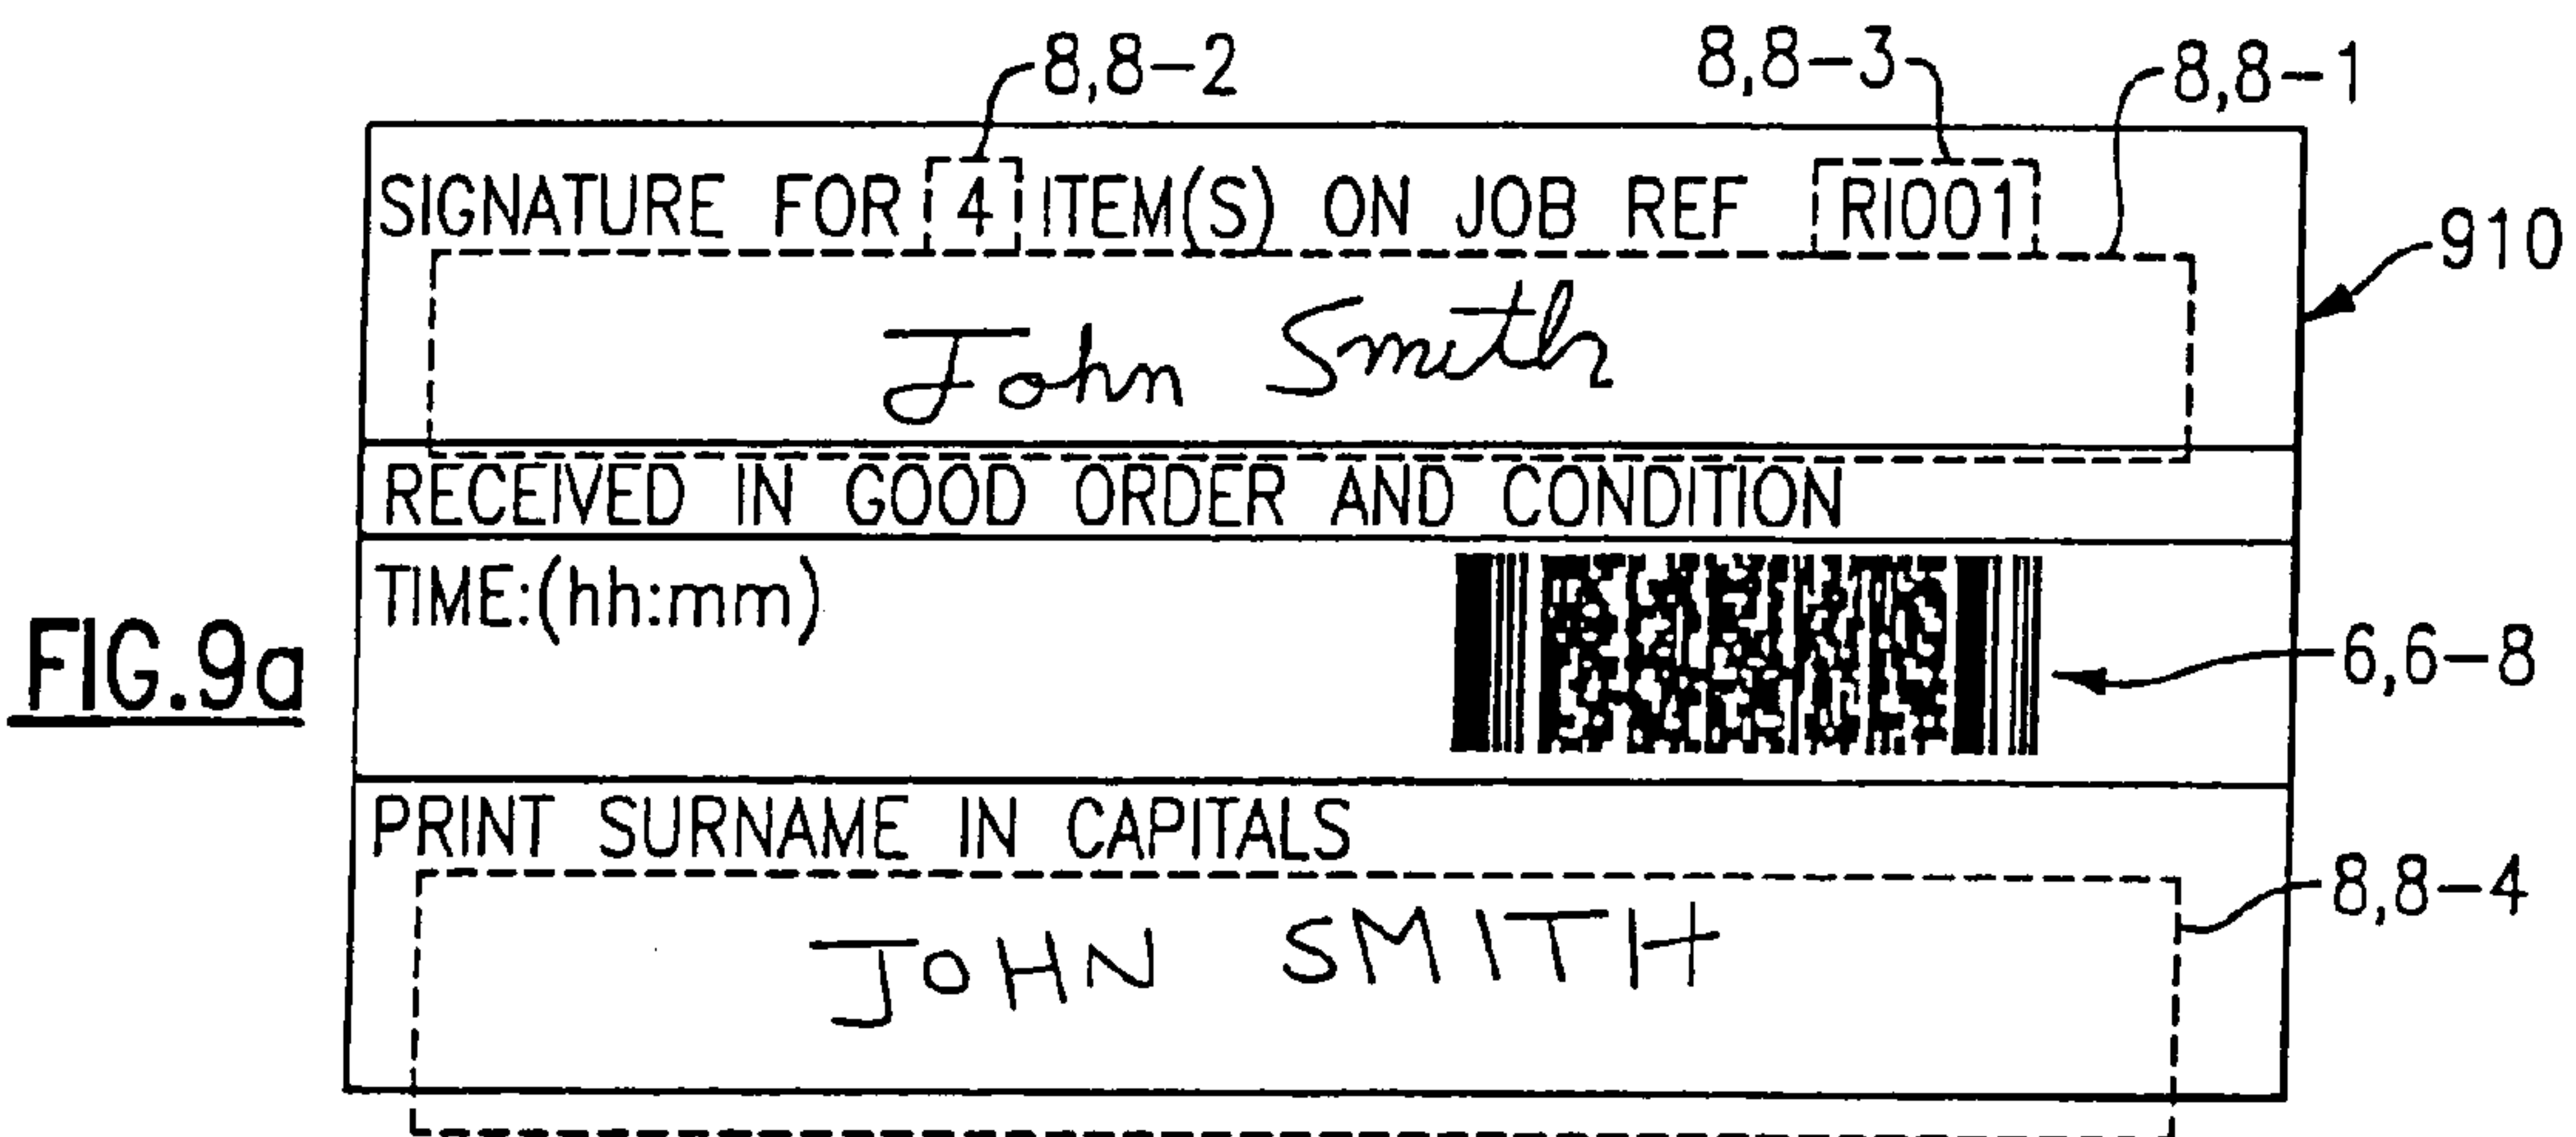 8,8-2 8,8-3 8,8-1
SIGNATURE FOR 4 ITEM(S) ON JOB REF RI001
910
John Smith
RECEIVED IN GOOD ORDER AND CONDITION
TIME:(hh:mm)
FIG.9a
6,6-8
PRINT SURNAME IN CAPITALS
8,8-4
JOHN SMITH